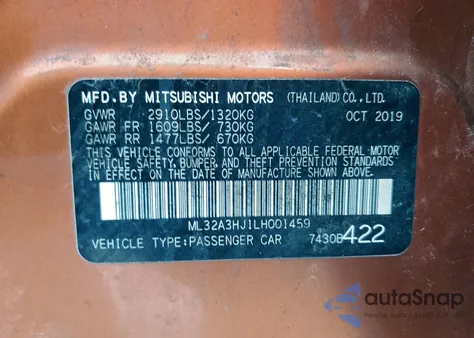 MFD.BY MITSUBISHI MOTORS (THAILAND) CO.,LTD.
GVWR 2910LBS/1320KG OCT 2019
GAWR FR 1609LBS/ 730KG
GAWR RR 1477LBS/ 670KG
THIS VEHICLE CONFORMS TO ALL APPLICABLE FEDERAL MOTOR VEHICLE
SAFETY, BUMPER, AND THEFT PREVENTION STANDARDS IN EFFECT
ON THE DATE OF MANUFACTURE SHOWN ABOVE.
ML32A3HJ1LH001459
VEHICLE TYPE:PASSENGER CAR 7430B422
autoSnap